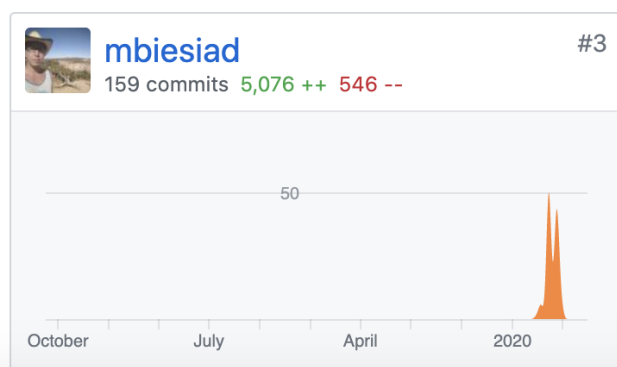 mbiesiad
#3
159 commits 5,076 ++ 546 --
50
October July April 2020